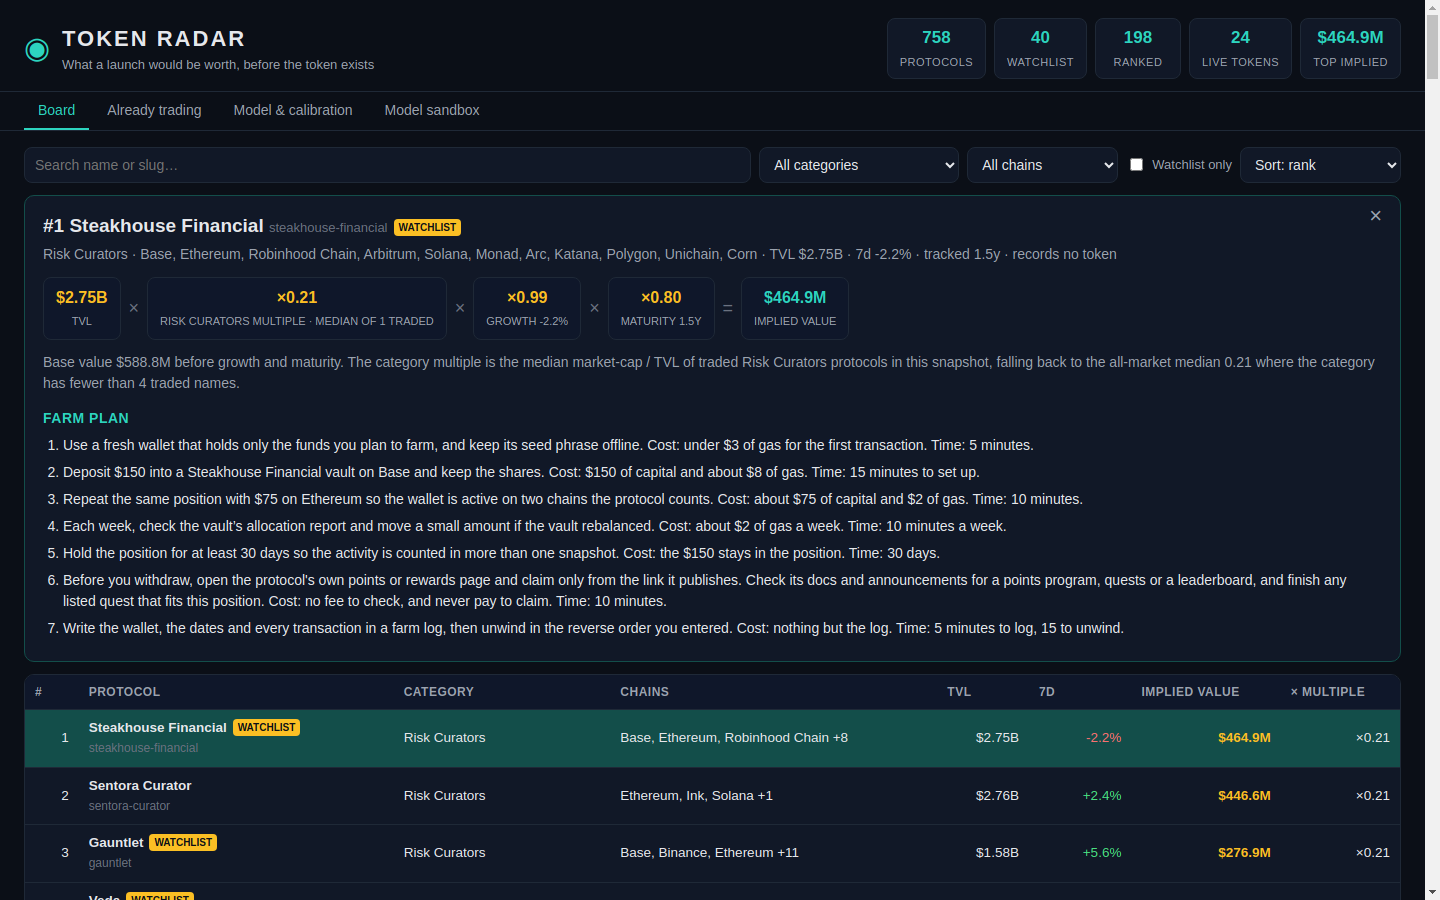 TOKEN RADAR
What a launch would be worth, before the token exists
758
PROTOCOLS
40
WATCHLIST
198
RANKED
24
LIVE TOKENS
$464.9M
TOP IMPLIED
Board
Already trading
Model & calibration
Model sandbox
Search name or slug…
All categories
All chains
Watchlist only
Sort: rank
#1 Steakhouse Financial steakhouse-financial WATCHLIST
×
Risk Curators · Base, Ethereum, Robinhood Chain, Arbitrum, Solana, Monad, Arc, Katana, Polygon, Unichain, Corn · TVL $2.75B · 7d -2.2% · tracked 1.5y · records no token
$2.75B
TVL
×
×0.21
RISK CURATORS MULTIPLE · MEDIAN OF 1 TRADED
×
×0.99
GROWTH -2.2%
×
×0.80
MATURITY 1.5Y
=
$464.9M
IMPLIED VALUE
Base value $588.8M before growth and maturity. The category multiple is the median market-cap / TVL of traded Risk Curators protocols in this snapshot, falling back to the all-market median 0.21 where the category
has fewer than 4 traded names.
FARM PLAN
1. Use a fresh wallet that holds only the funds you plan to farm, and keep its seed phrase offline. Cost: under $3 of gas for the first transaction. Time: 5 minutes.
2. Deposit $150 into a Steakhouse Financial vault on Base and keep the shares. Cost: $150 of capital and about $8 of gas. Time: 15 minutes to set up.
3. Repeat the same position with $75 on Ethereum so the wallet is active on two chains the protocol counts. Cost: about $75 of capital and $2 of gas. Time: 10 minutes.
4. Each week, check the vault's allocation report and move a small amount if the vault rebalanced. Cost: about $2 of gas a week. Time: 10 minutes a week.
5. Hold the position for at least 30 days so the activity is counted in more than one snapshot. Cost: the $150 stays in the position. Time: 30 days.
6. Before you withdraw, open the protocol's own points or rewards page and claim only from the link it publishes. Check its docs and announcements for a points program, quests or a leaderboard, and finish any
listed quest that fits this position. Cost: no fee to check, and never pay to claim. Time: 10 minutes.
7. Write the wallet, the dates and every transaction in a farm log, then unwind in the reverse order you entered. Cost: nothing but the log. Time: 5 minutes to log, 15 to unwind.
# PROTOCOL CATEGORY CHAINS TVL 7D IMPLIED VALUE × MULTIPLE
1 Steakhouse Financial WATCHLIST Risk Curators Base, Ethereum, Robinhood Chain +8 $2.75B -2.2% $464.9M ×0.21
steakhouse-financial
2 Sentora Curator Risk Curators Ethereum, Ink, Solana +1 $2.76B +2.4% $446.6M ×0.21
sentora-curator
3 Gauntlet WATCHLIST Risk Curators Base, Binance, Ethereum +11 $1.58B +5.6% $276.9M ×0.21
gauntlet
WATCHLIST